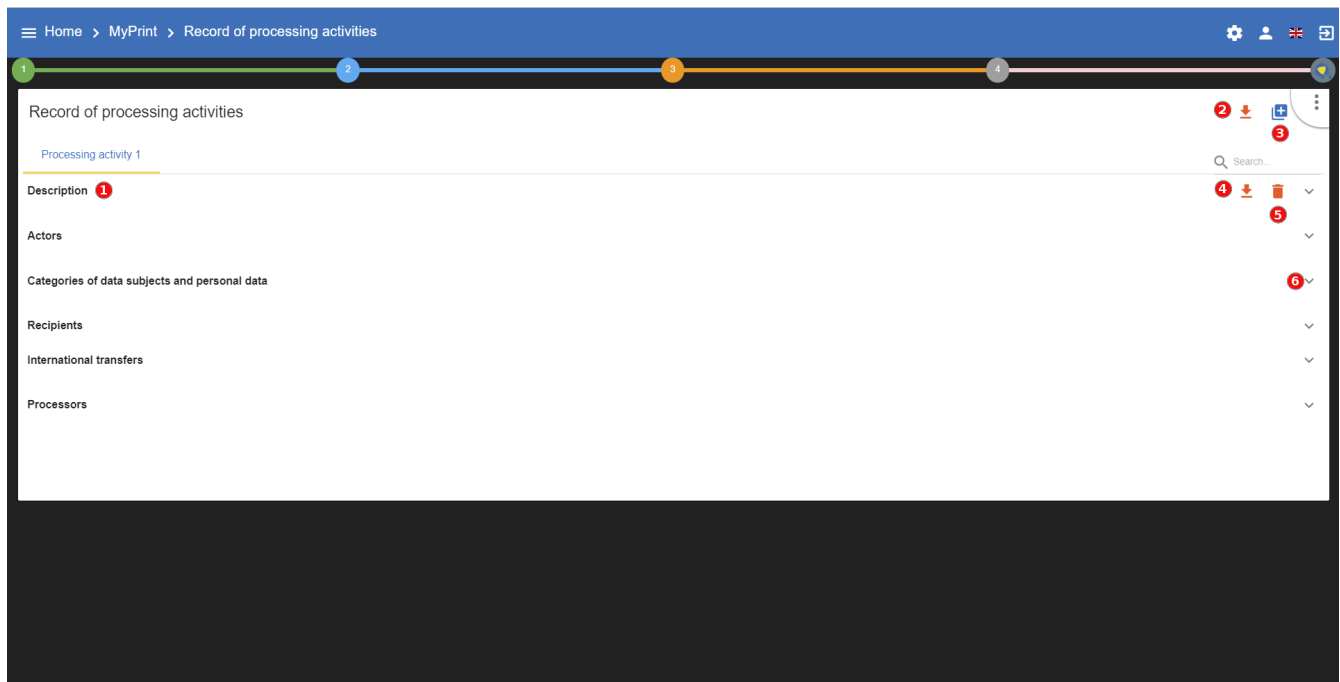 Home > MyPrint > Record of processing activities
1 2 3 4
Record of processing activities 2
3
Processing activity 1
Search...
Description 1 4
5
Actors
Categories of data subjects and personal data 6
Recipients
International transfers
Processors